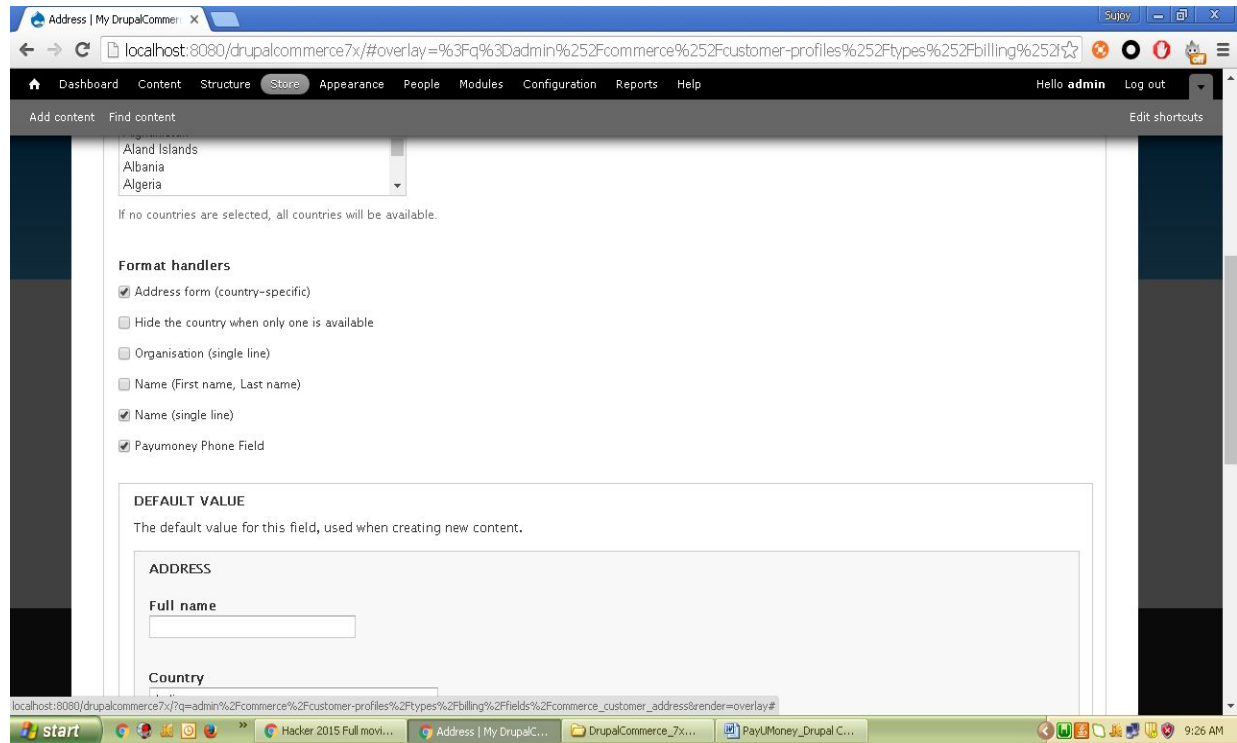 Address | My DrupalCommer
Sujoy
localhost:8080/drupalcommerce7x/#overlay=%3Fq%3Dadmin%252Fcommerce%252Fcustomer-profiles%252Ftypes%252Fbilling%252f
off
Dashboard Content Structure Store Appearance People Modules Configuration Reports Help Hello admin Log out
Add content Find content Edit shortcuts
Aland Islands
Albania
Algeria
If no countries are selected, all countries will be available.
Format handlers
Address form (country-specific)
Hide the country when only one is available
Organisation (single line)
Name (First name, Last name)
Name (single line)
Payumoney Phone Field
DEFAULT VALUE
The default value for this field, used when creating new content.
ADDRESS
Full name
Country
localhost:8080/drupalcommerce7x/?q=admin%2Fcommerce%2Fcustomer-profiles%2Ftypes%2Fbilling%2Ffields%2Fcommerce_customer_address&render=overlay#
start Hacker 2015 Full movi... Address | My DrupalC... DrupalCommerce_7x... PayUMoney_Drupal C... 9:26 AM